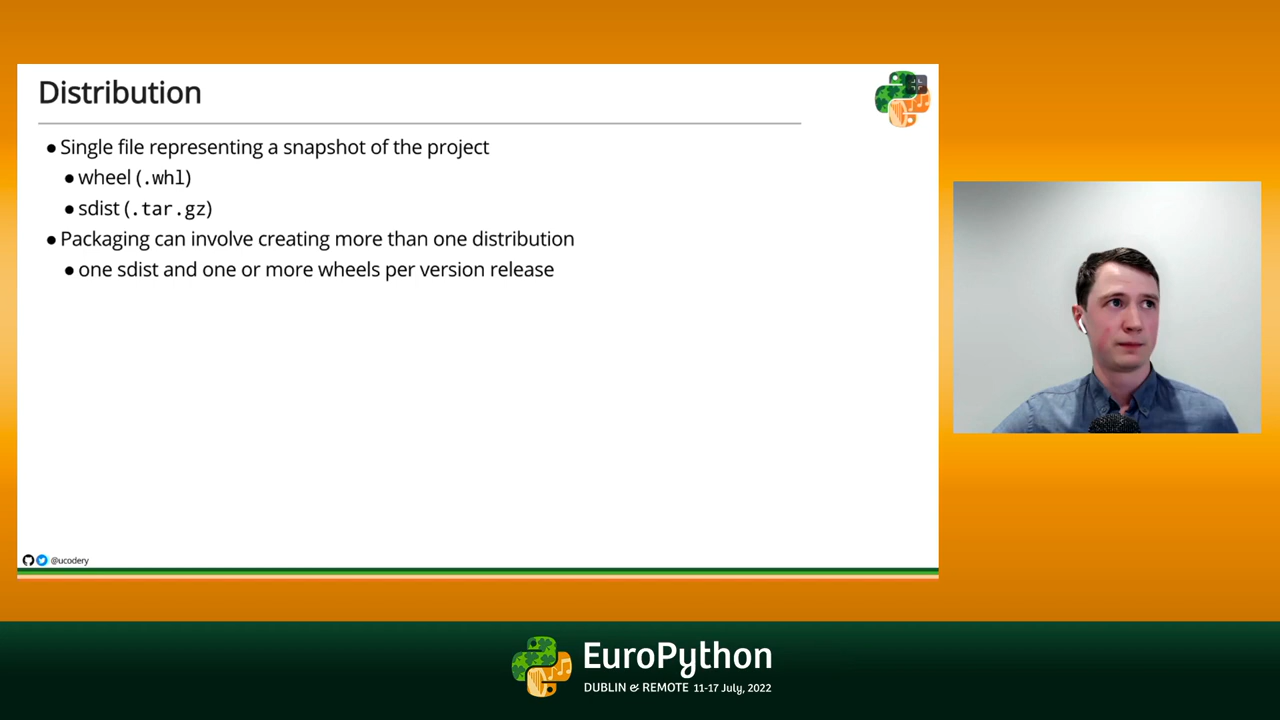 Distribution
● Single file representing a snapshot of the project
● wheel (.whl)
● sdist (.tar.gz)
● Packaging can involve creating more than one distribution
● one sdist and one or more wheels per version release
@ucodery
EuroPython
DUBLIN & REMOTE 11-17 July, 2022